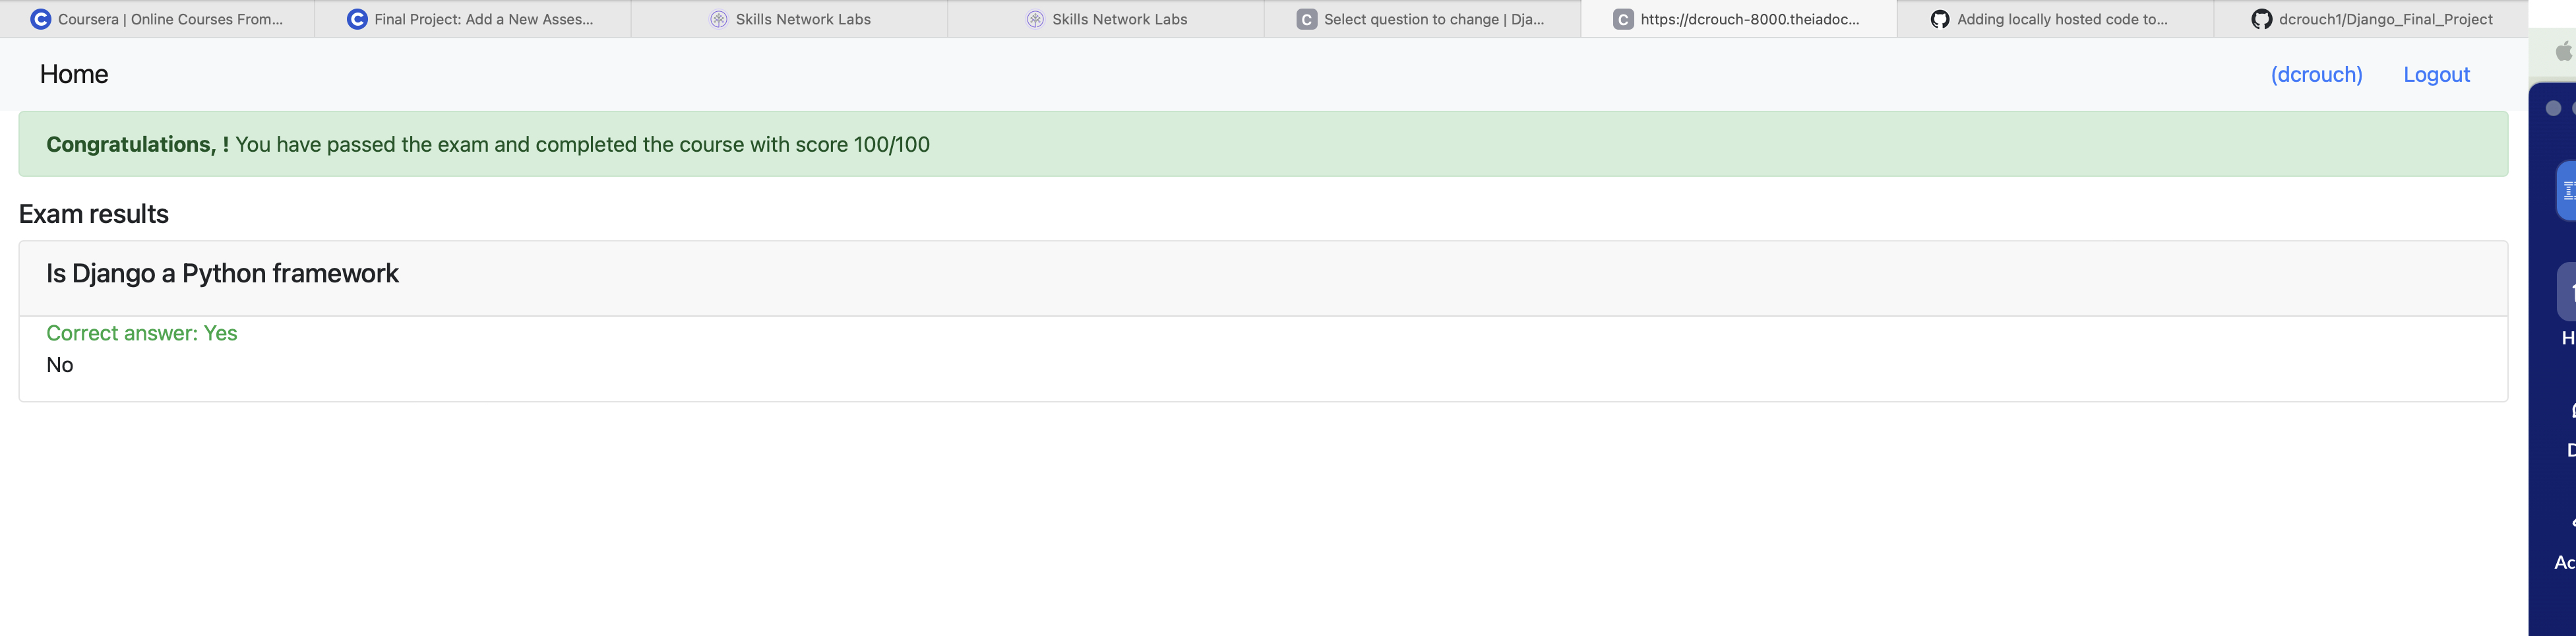 Coursera | Online Courses From...
Final Project: Add a New Asses...
Skills Network Labs
Skills Network Labs
Select question to change | Dja...
https://dcrouch-8000.theiadoc...
Adding locally hosted code to...
dcrouch1/Django_Final_Project
Home
(dcrouch)
Logout
Congratulations, ! You have passed the exam and completed the course with score 100/100
Exam results
Is Django a Python framework
Correct answer: Yes
No